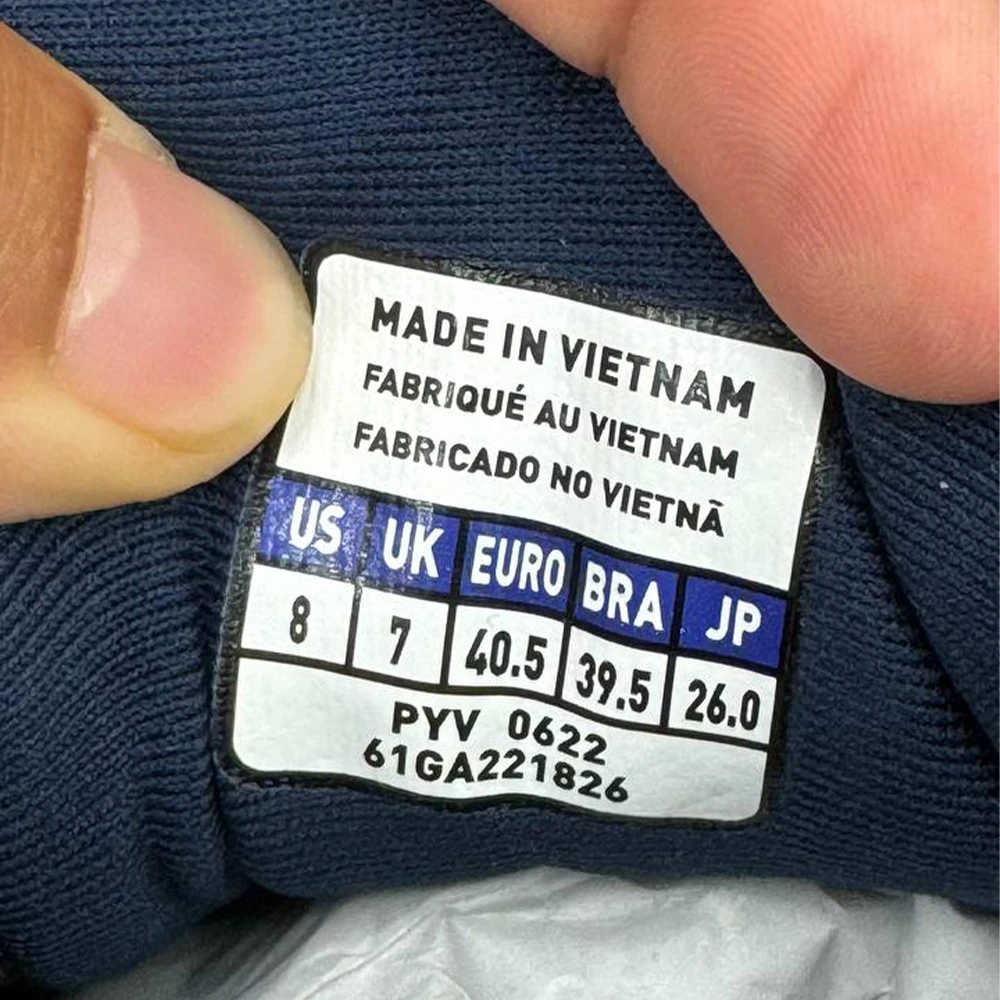 MADE IN VIETNAM
FABRIQUÉ AU VIETNAM
FABRICADO NO VIETNÃ
US UK EURO BRA JP
8 7 40.5 39.5 26.0
PYV 0622
61GA221826